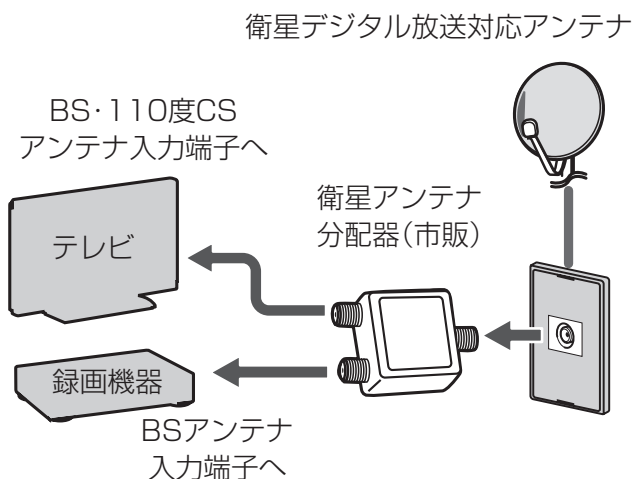 衛星デジタル放送対応アンテナ
BS·110度CS
アンテナ入力端子へ
衛星アンテナ
分配器(市販)
テレビ
録画機器
BSアンテナ
入力端子へ